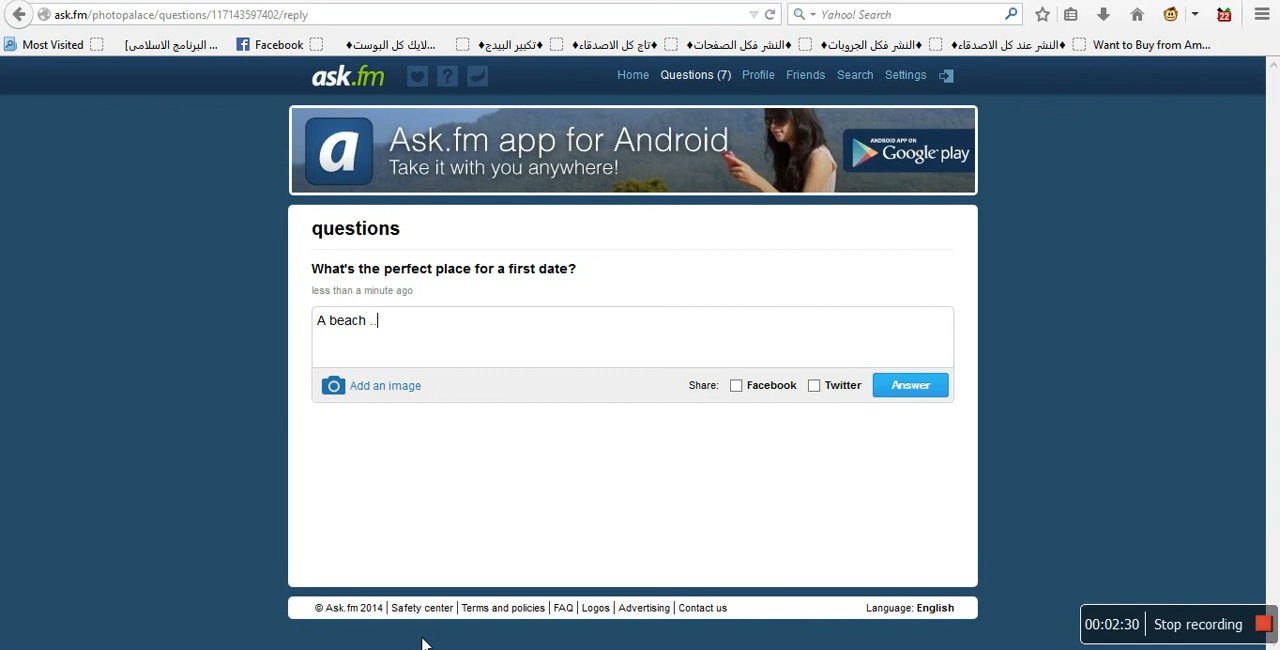 ask.fm/photopalace/questions/117143597402/reply
Yahoo! Search
22
Most Visited
[البرنامج الاسلامى ...
Facebook
♦لايك كل البوست...
♦تكبير البيدج♦
♦تاج كل الاصدقاء♦
♦النشر فكل الصفحات♦
♦النشر فكل الجروبات♦
♦النشر عند كل الاصدقاء♦
Want to Buy from Am...
ask.fm
Home
Questions (7)
Profile
Friends
Search
Settings
a
Ask.fm app for Android
Take it with you anywhere!
ANDROID APP ON
Google play
questions
What's the perfect place for a first date?
less than a minute ago
A beach ..
Add an image
Share:
Facebook
Twitter
Answer
© Ask.fm 2014 | Safety center | Terms and policies | FAQ | Logos | Advertising | Contact us
Language: English
00:02:30
Stop recording